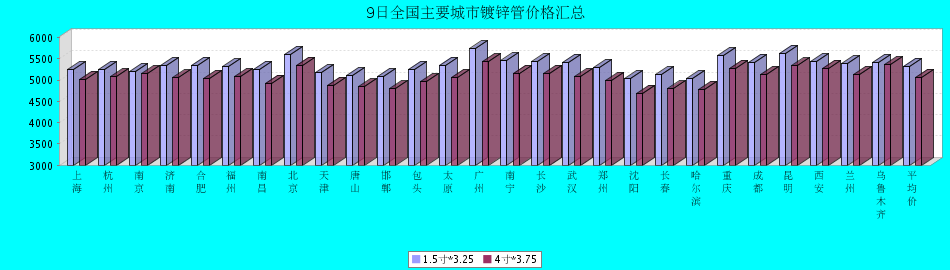 9日全国主要城市镀锌管价格汇总
6000
5500
5000
4500
4000
3500
3000
上海
杭州
南京
济南
合肥
福州
南昌
北京
天津
唐山
邯郸
包头
太原
广州
南宁
长沙
武汉
郑州
沈阳
长春
哈尔滨
重庆
成都
昆明
西安
兰州
乌鲁木齐
平均价
1.5寸*3.25
4寸*3.75